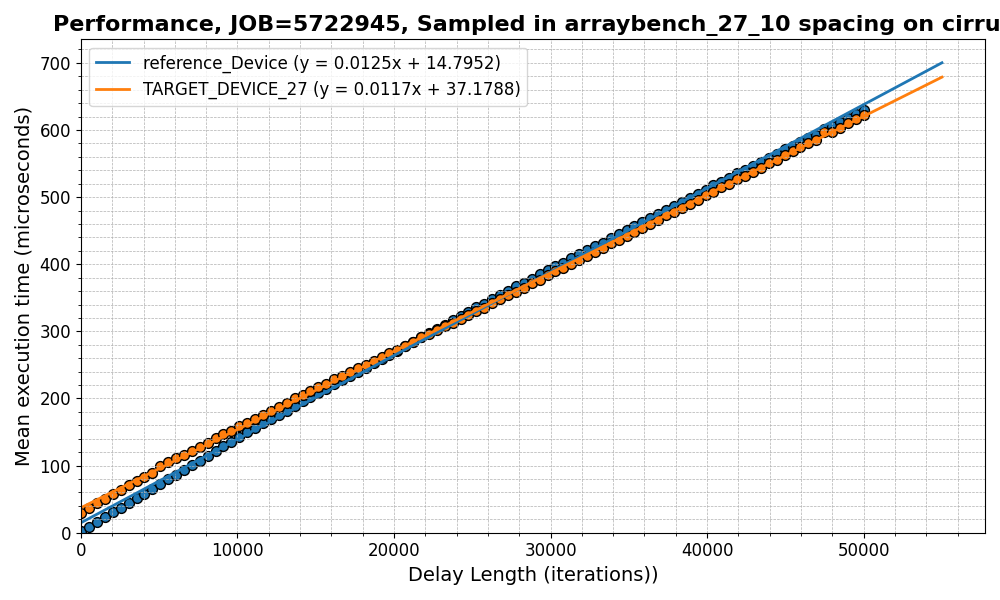 Performance, JOB=5722945, Sampled in arraybench_27_10 spacing on cirru
reference_Device (y = 0.0125x + 14.7952)
TARGET_DEVICE_27 (y = 0.0117x + 37.1788)
Mean execution time (microseconds)
700
600
500
400
300
200
100
0
0 10000 20000 30000 40000 50000
Delay Length (iterations))